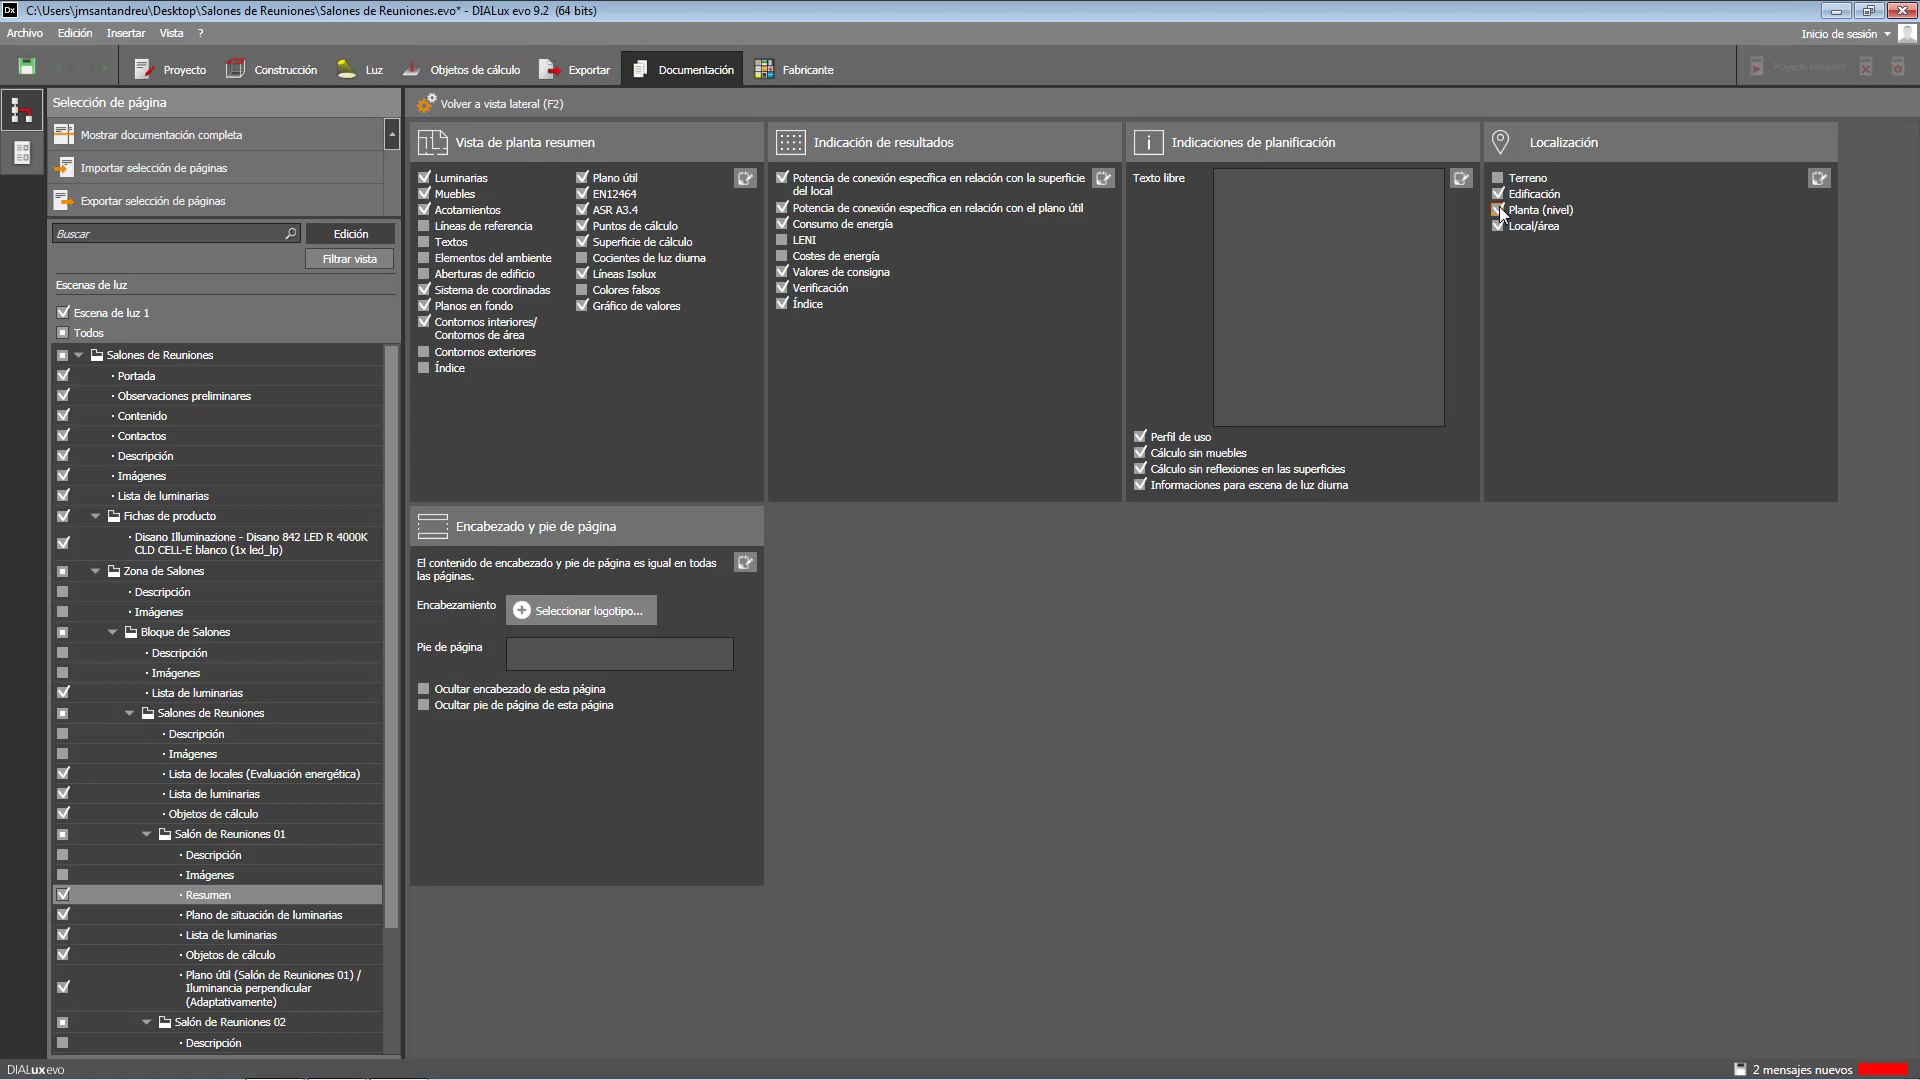 Dx C:\Users\jmsantandreu\Desktop\Salones de Reuniones\Salones de Reuniones.evo* - DIALux evo 9.2 (64 bits)
Archivo Edición Insertar Vista ?
Inicio de sesión
Proyecto Construcción Luz Objetos de cálculo Exportar Documentación Fabricante
Proyecto completo
Selección de página
Mostrar documentación completa
Importar selección de páginas
Exportar selección de páginas
Buscar
Edición
Filtrar vista
Escenas de luz
Escena de luz 1
Todos
Salones de Reuniones
· Portada
· Observaciones preliminares
· Contenido
· Contactos
· Descripción
· Imágenes
· Lista de luminarias
Fichas de producto
· Disano Illuminazione - Disano 842 LED R 4000K
CLD CELL-E blanco (1x led_lp)
Zona de Salones
· Descripción
· Imágenes
Bloque de Salones
· Descripción
· Imágenes
· Lista de luminarias
Salones de Reuniones
· Descripción
· Imágenes
· Lista de locales (Evaluación energética)
· Lista de luminarias
· Objetos de cálculo
Salón de Reuniones 01
· Descripción
· Imágenes
· Resumen
· Plano de situación de luminarias
· Lista de luminarias
· Objetos de cálculo
· Plano útil (Salón de Reuniones 01) /
Iluminancia perpendicular
(Adaptativamente)
Salón de Reuniones 02
· Descripción
Volver a vista lateral (F2)
Vista de planta resumen
Luminarias
Muebles
Acotamientos
Líneas de referencia
Textos
Elementos del ambiente
Aberturas de edificio
Sistema de coordinadas
Planos en fondo
Contornos interiores/
Contornos de área
Contornos exteriores
Índice
Plano útil
EN12464
ASR A3.4
Puntos de cálculo
Superficie de cálculo
Cocientes de luz diurna
Líneas Isolux
Colores falsos
Gráfico de valores
Indicación de resultados
Potencia de conexión específica en relación con la superficie
del local
Potencia de conexión específica en relación con el plano útil
Consumo de energía
LENI
Costes de energía
Valores de consigna
Verificación
Índice
Indicaciones de planificación
Texto libre
Perfil de uso
Cálculo sin muebles
Cálculo sin reflexiones en las superficies
Informaciones para escena de luz diurna
Localización
Terreno
Edificación
Planta (nivel)
Local/área
Encabezado y pie de página
El contenido de encabezado y pie de página es igual en todas
las páginas.
Encabezamiento
Seleccionar logotipo...
Pie de página
Ocultar encabezado de esta página
Ocultar pie de página de esta página
DIALux evo
2 mensajes nuevos